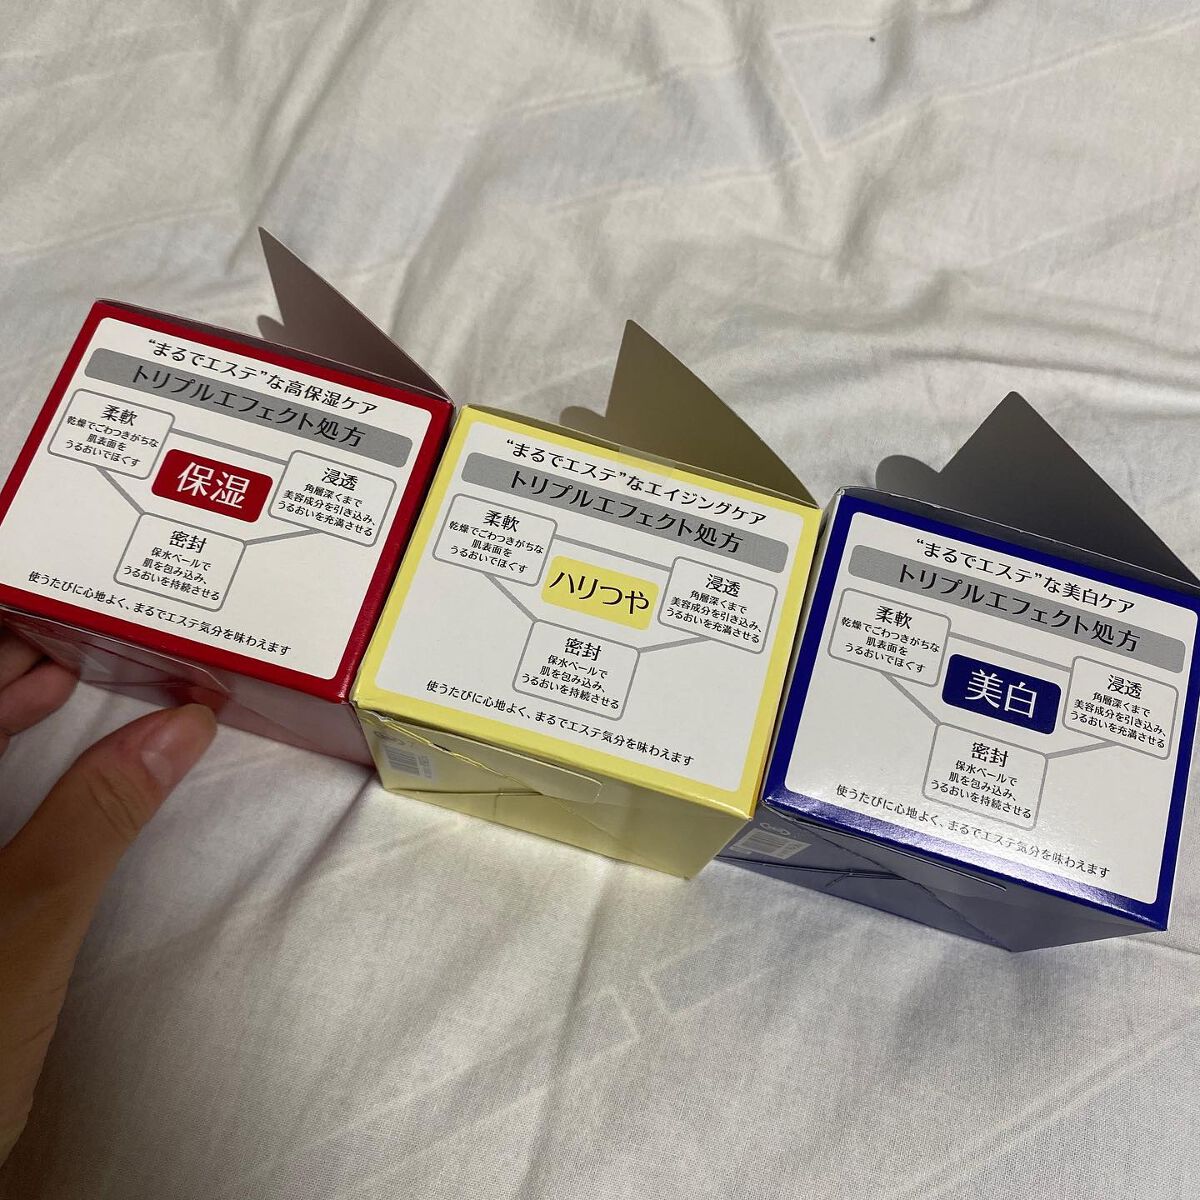 “まるでエステ”な高保湿ケア
トリプルエフェクト処方
柔軟
乾燥でごわつきがちな
肌表面を
うるおいでほぐす
保湿
浸透
角層深くまで
美容成分を引き込み、
うるおいを充満させる
密封
保水ベールで
肌を包み込み、
うるおいを持続させる
使うたびに心地よく、まるでエステ気分を味わえます
“まるでエステ”なエイジングケア
トリプルエフェクト処方
柔軟
乾燥でごわつきがちな
肌表面を
うるおいでほぐす
ハリつや
浸透
角層深くまで
美容成分を引き込み、
うるおいを充満させる
密封
保水ベールで
肌を包み込み、
うるおいを持続させる
使うたびに心地よく、まるでエステ気分を味わえます
“まるでエステ”な美白ケア
トリプルエフェクト処方
柔軟
乾燥でごわつきがちな
肌表面を
うるおいでほぐす
美白
浸透
角層深くまで
美容成分を引き込み、
うるおいを充満させる
密封
保水ベールで
肌を包み込み、
うるおいを持続させる
使うたびに心地よく、まるでエステ気分を味わえます